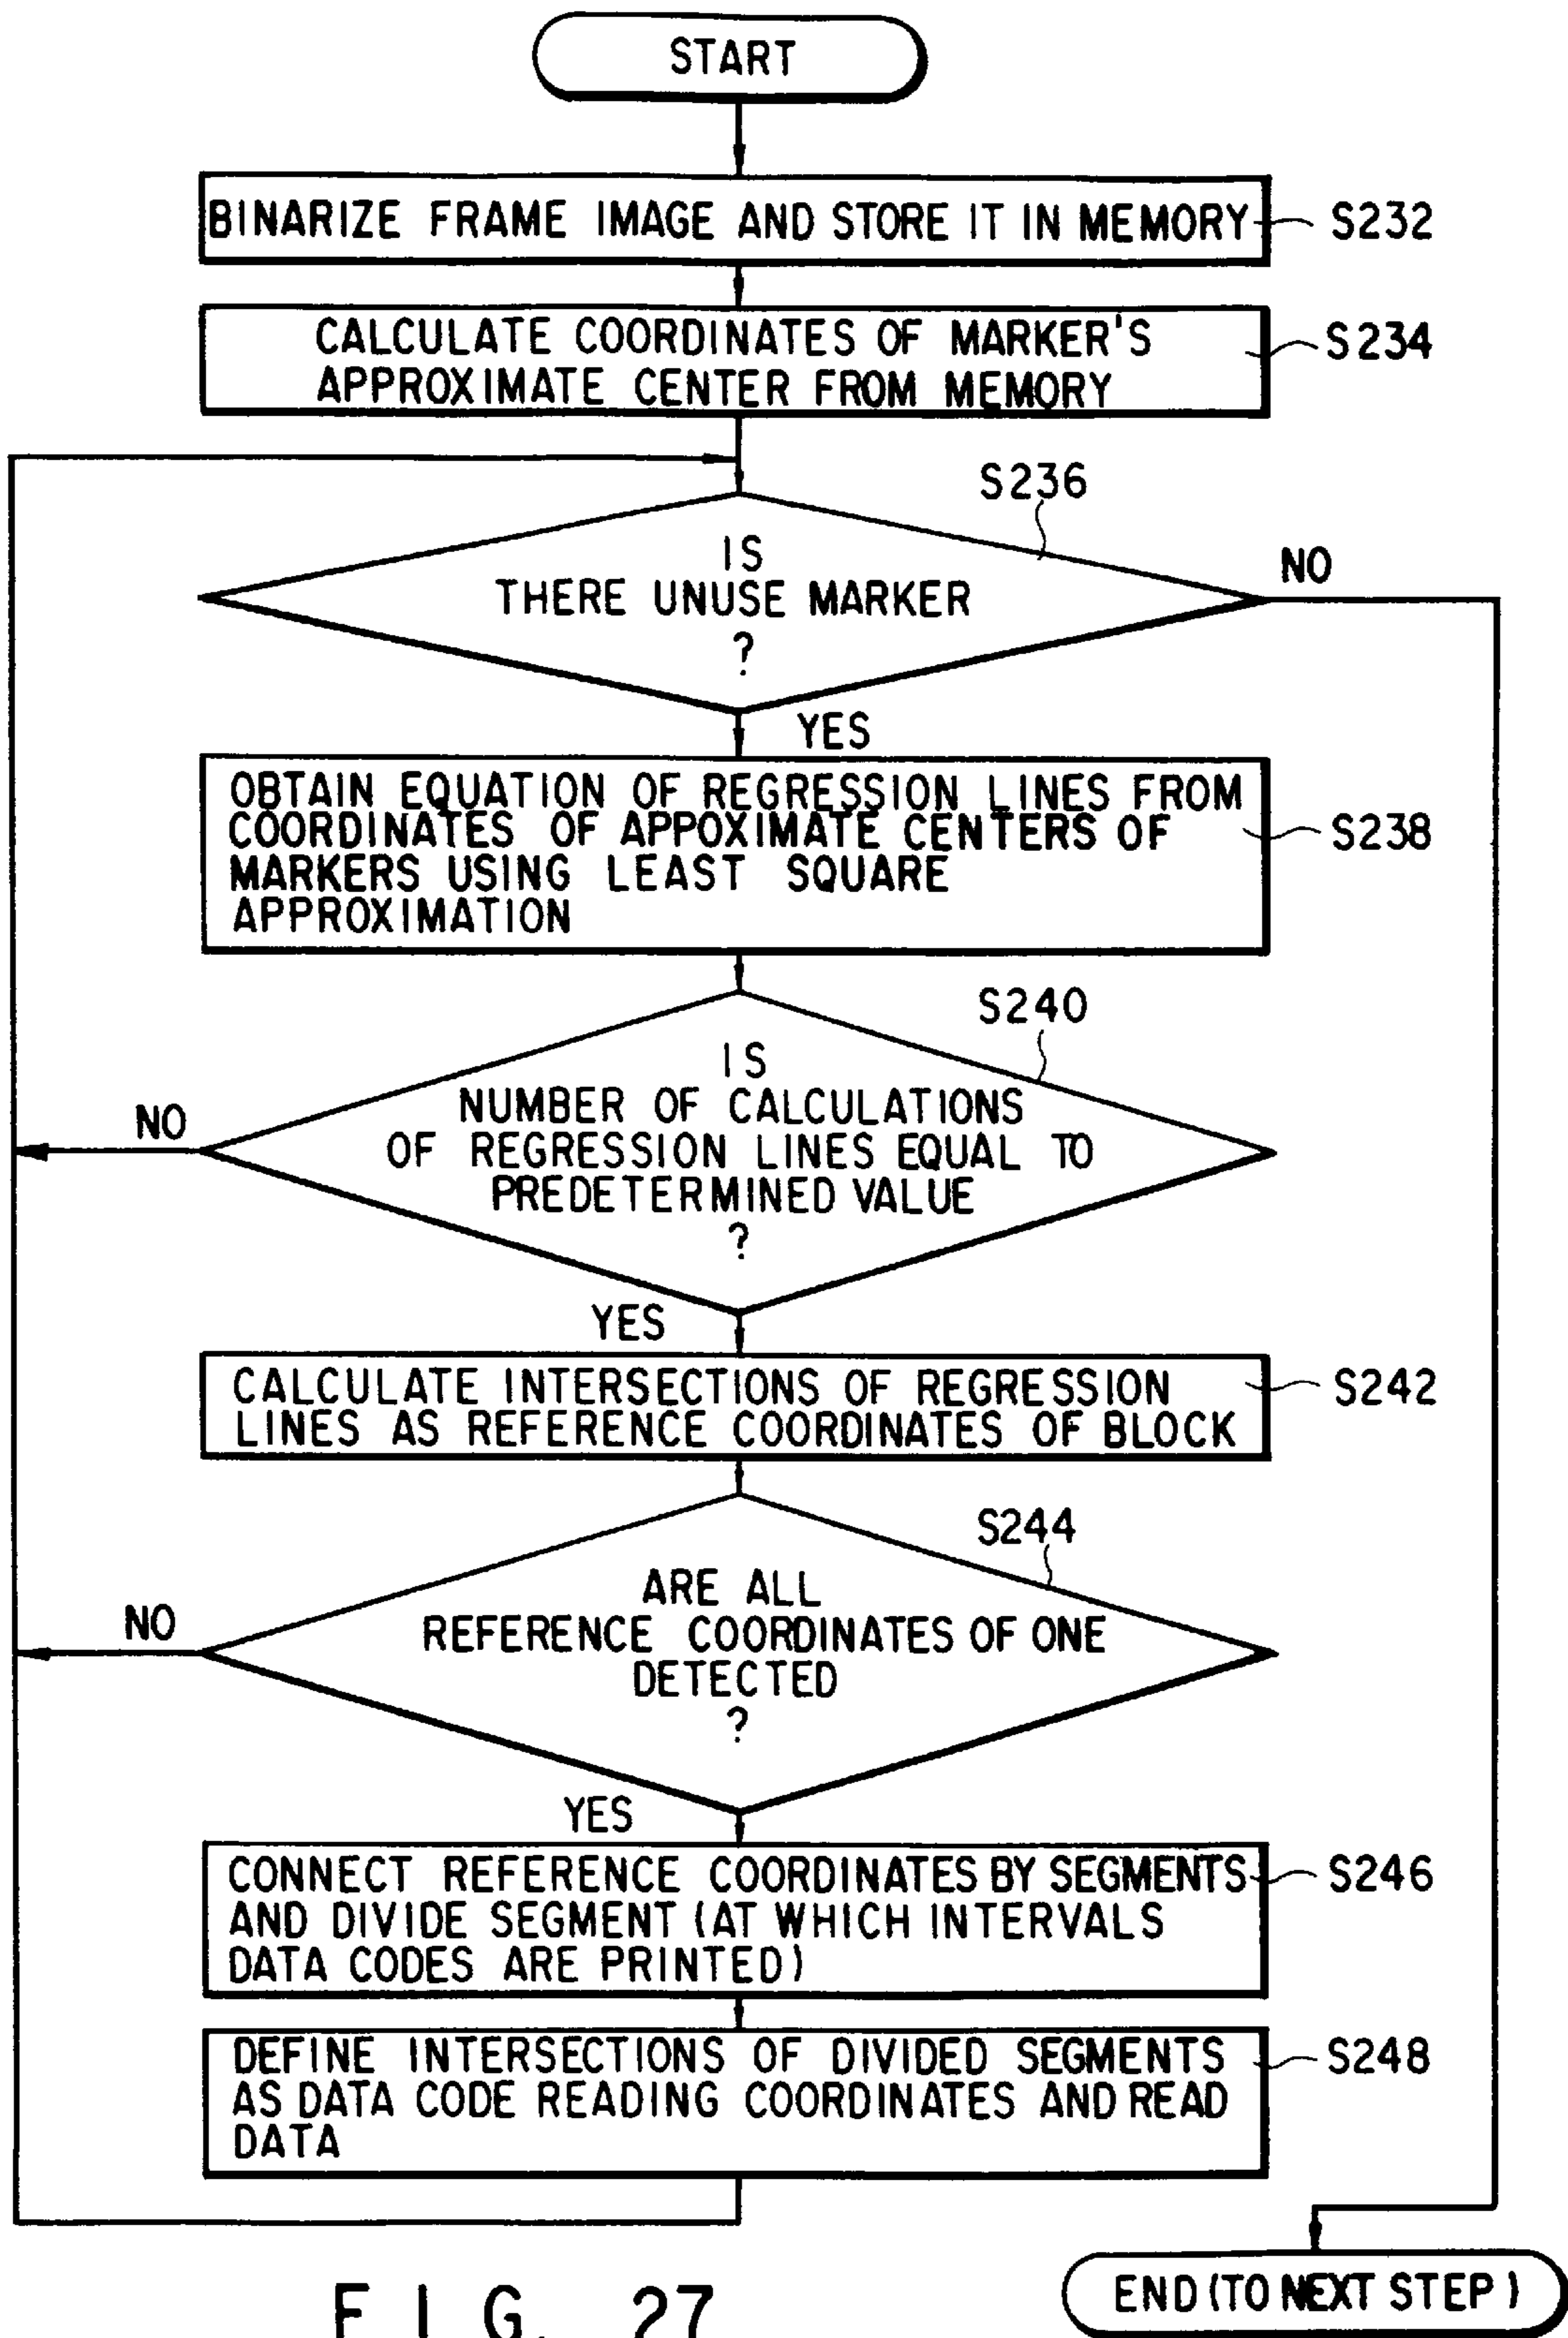 START
BINARIZE FRAME IMAGE AND STORE IT IN MEMORY
S232
CALCULATE COORDINATES OF MARKER'S
APPROXIMATE CENTER FROM MEMORY
S234
S236
IS
THERE UNUSE MARKER
?
NO
YES
OBTAIN EQUATION OF REGRESSION LINES FROM
COORDINATES OF APPOXIMATE CENTERS OF
MARKERS USING LEAST SQUARE
APPROXIMATION
S238
S240
IS
NUMBER OF CALCULATIONS
OF REGRESSION LINES EQUAL TO
PREDETERMINED VALUE
?
NO
YES
CALCULATE INTERSECTIONS OF REGRESSION
LINES AS REFERENCE COORDINATES OF BLOCK
S242
S244
ARE ALL
REFERENCE COORDINATES OF ONE
DETECTED
?
NO
YES
CONNECT REFERENCE COORDINATES BY SEGMENTS
AND DIVIDE SEGMENT (AT WHICH INTERVALS
DATA CODES ARE PRINTED)
S246
DEFINE INTERSECTIONS OF DIVIDED SEGMENTS
AS DATA CODE READING COORDINATES AND READ
DATA
S248
END (TO NEXT STEP)
FIG. 27